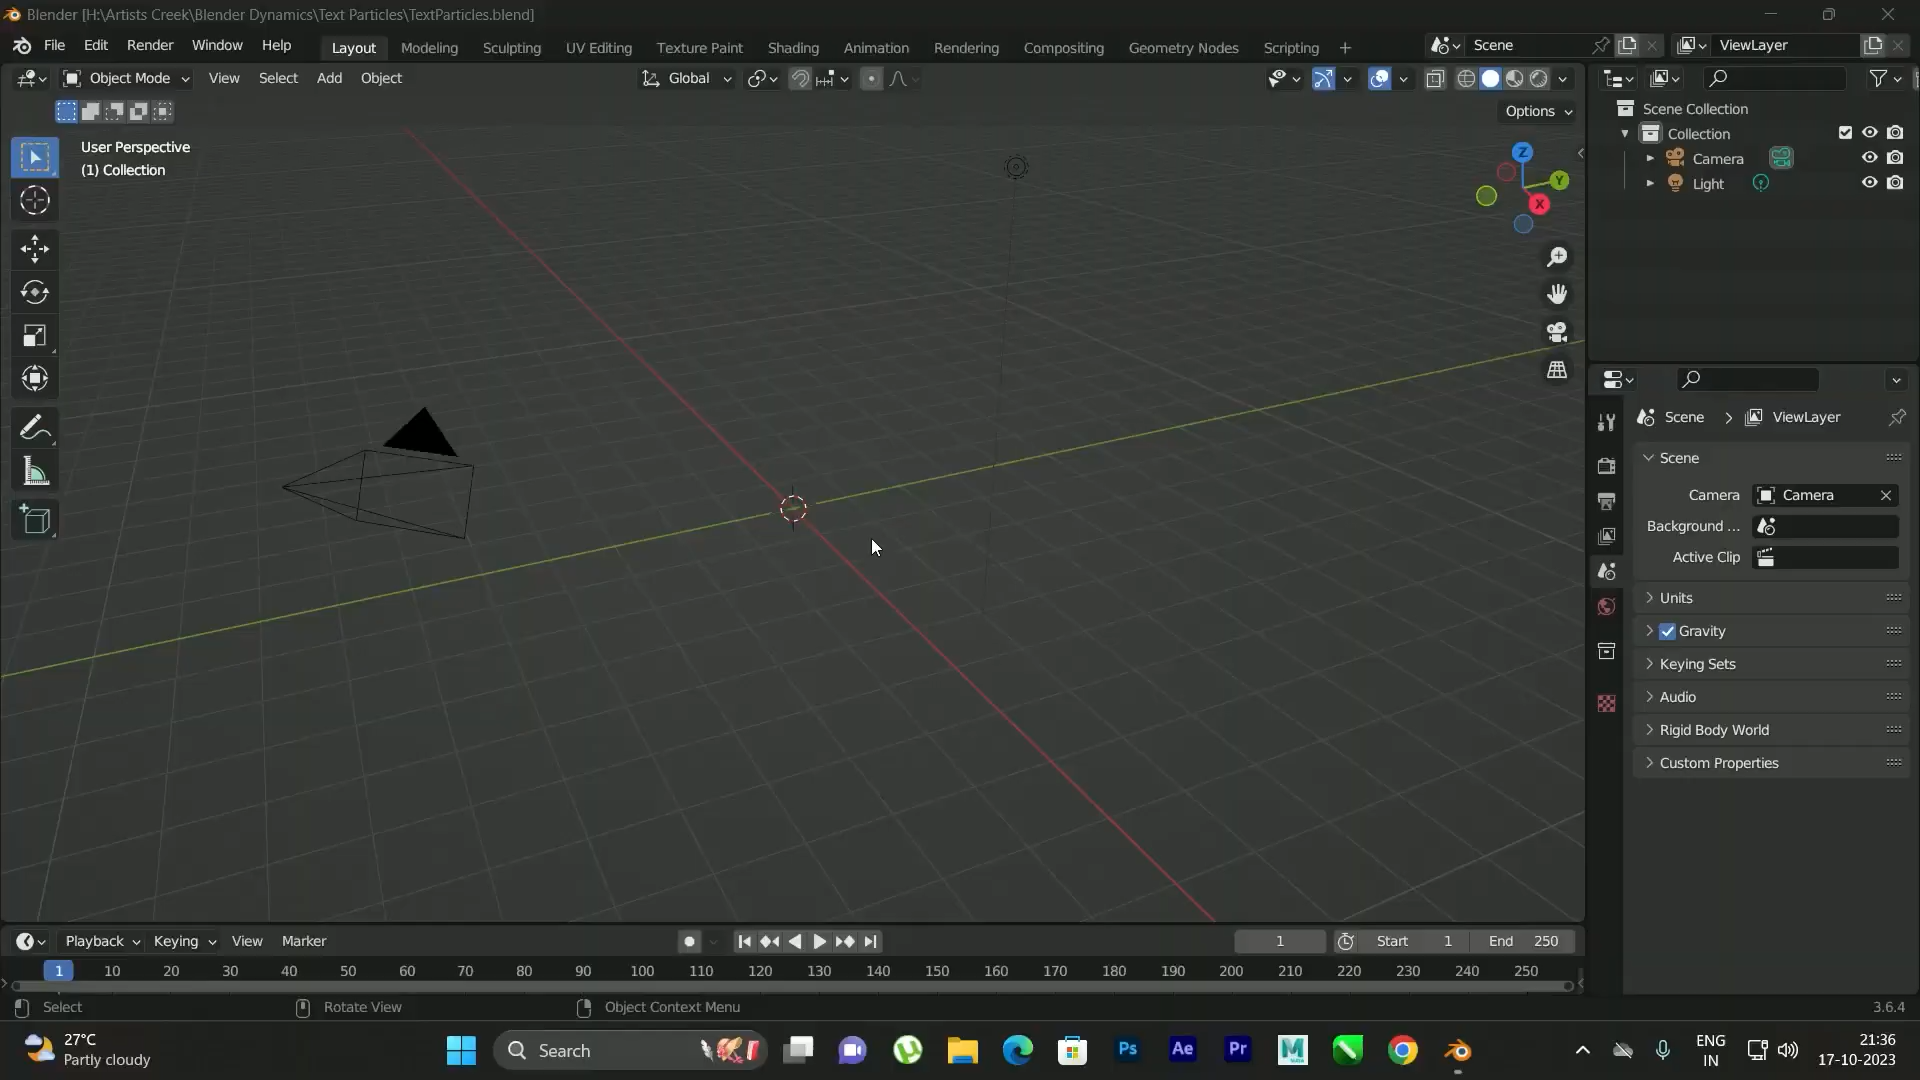 Blender [H:\Artists Creek\Blender Dynamics\Text Particles\TextParticles.blend]
File Edit Render Window Help Layout Modeling Sculpting UV Editing Texture Paint Shading Animation Rendering Compositing Geometry Nodes Scripting + Scene ViewLayer
Object Mode View Select Add Object Global
Options
User Perspective
(1) Collection
Z
Y
X
Scene Collection
Collection
Camera
Light
Scene > ViewLayer
Scene
Camera Camera
Background ...
Active Clip
Units
Gravity
Keying Sets
Audio
Rigid Body World
Custom Properties
Playback Keying View Marker 1 Start 1 End 250
1 10 20 30 40 50 60 70 80 90 100 110 120 130 140 150 160 170 180 190 200 210 220 230 240 250
Select Rotate View Object Context Menu 3.6.4
27°C
Partly cloudy
Search
Ps Ae Pr M
ENG
IN
21:36
17-10-2023